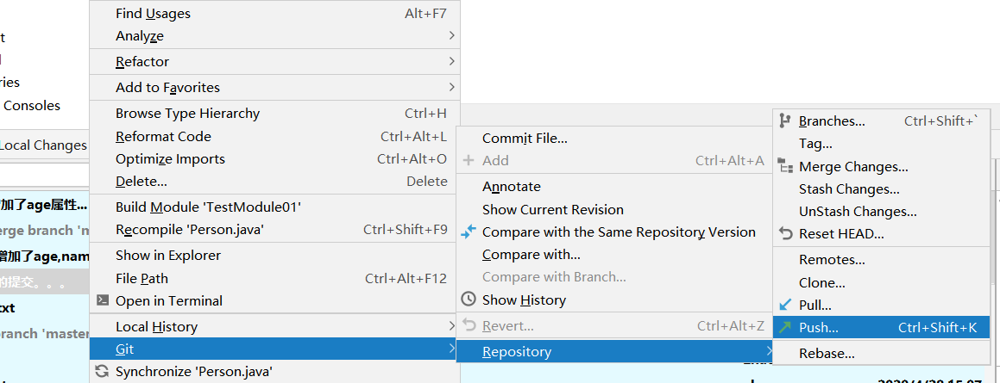 Find Usages Alt+F7
Analyze
Refactor
Add to Favorites
Browse Type Hierarchy Ctrl+H
Reformat Code Ctrl+Alt+L
Optimize Imports Ctrl+Alt+O
Delete... Delete
Build Module 'TestModule01'
Recompile 'Person.java' Ctrl+Shift+F9
Show in Explorer
File Path Ctrl+Alt+F12
Open in Terminal
Local History
Git
Synchronize 'Person.java'
Commit File...
Add Ctrl+Alt+A
Annotate
Show Current Revision
Compare with the Same Repository Version
Compare with...
Compare with Branch...
Show History
Revert... Ctrl+Alt+Z
Repository
Branches... Ctrl+Shift+`
Tag...
Merge Changes...
Stash Changes...
UnStash Changes...
Reset HEAD...
Remotes...
Clone...
Pull...
Push... Ctrl+Shift+K
Rebase...
Consoles
Local Changes
加了age属性...
branch 'm
增加了age,nam
的提交。。。
branch 'master